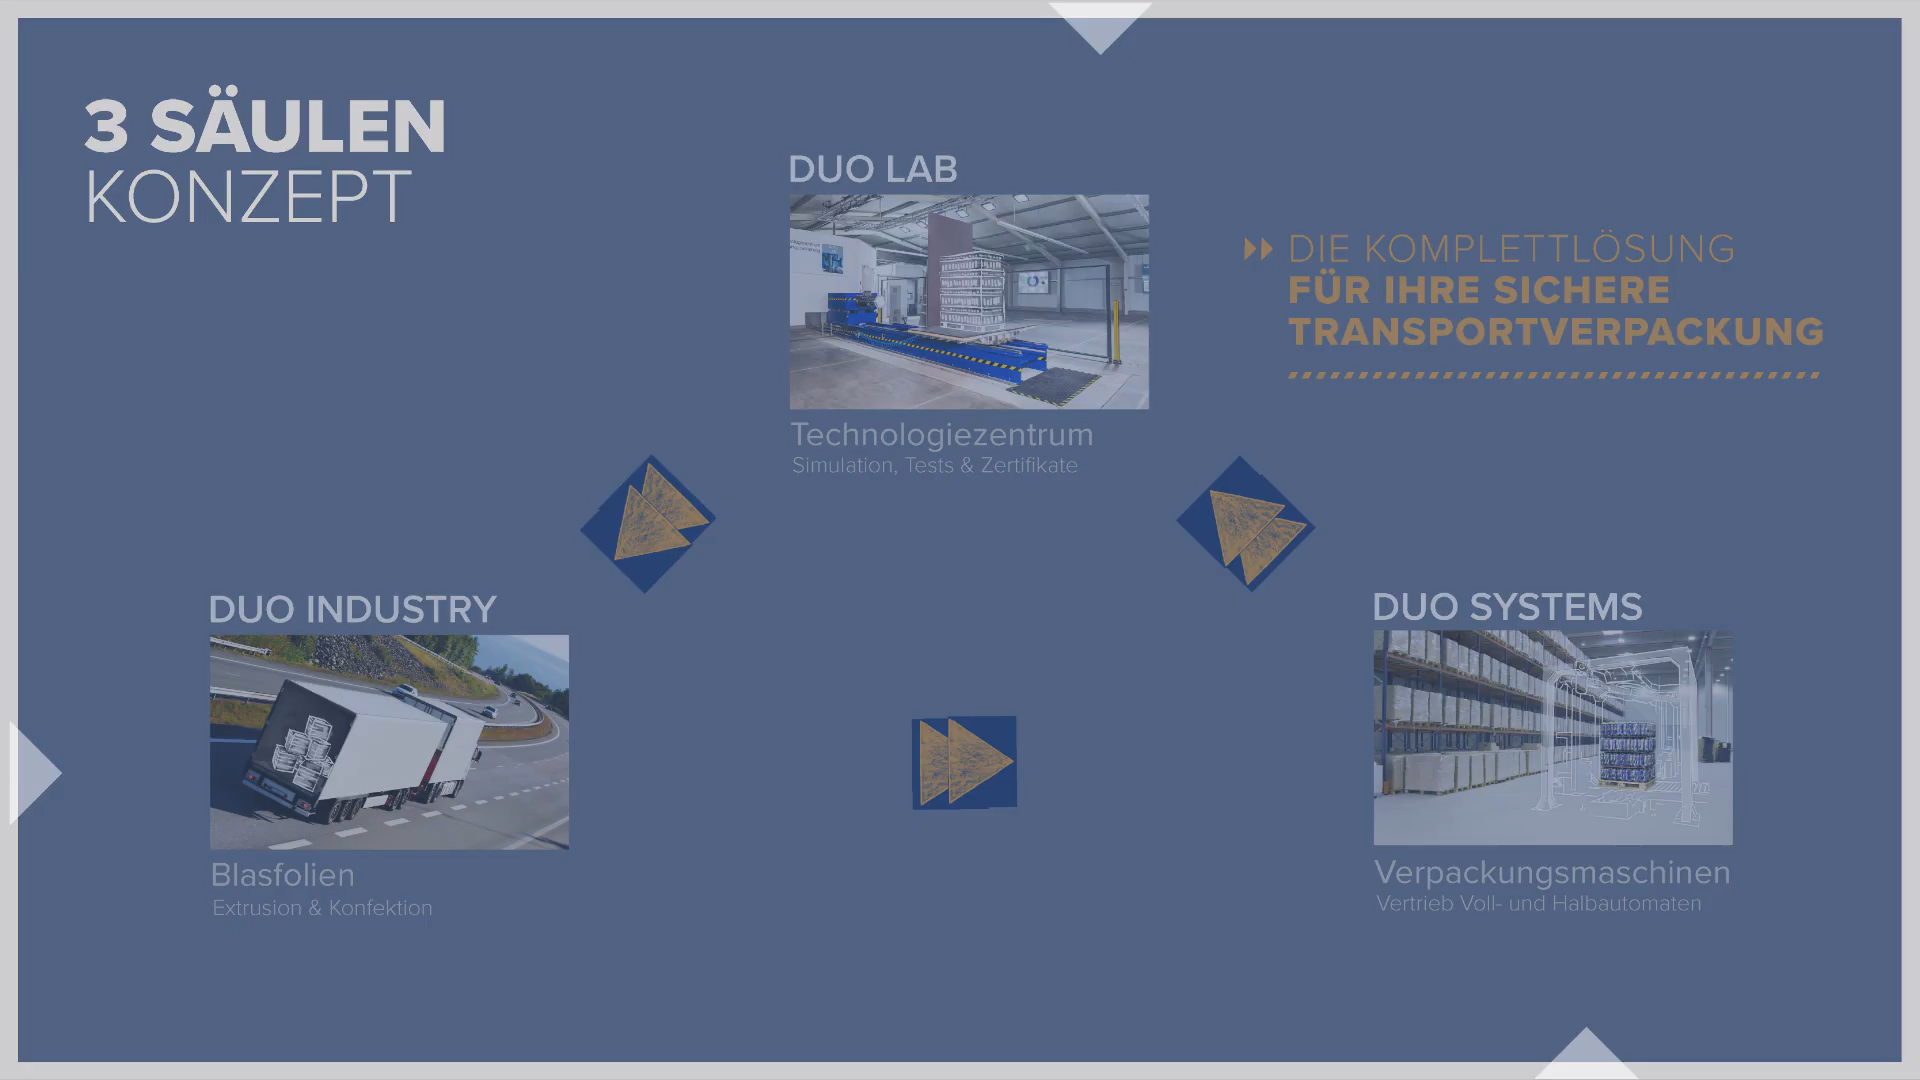 3 SÄULEN
KONZEPT
DUO LAB
Technologiezentrum
Simulation, Tests & Zertifikate
DIE KOMPLETTLÖSUNG
FÜR IHRE SICHERE
TRANSPORTVERPACKUNG
DUO INDUSTRY
Blasfolien
Extrusion & Konfektion
DUO SYSTEMS
Verpackungsmaschinen
Vertrieb Voll- und Halbautomaten